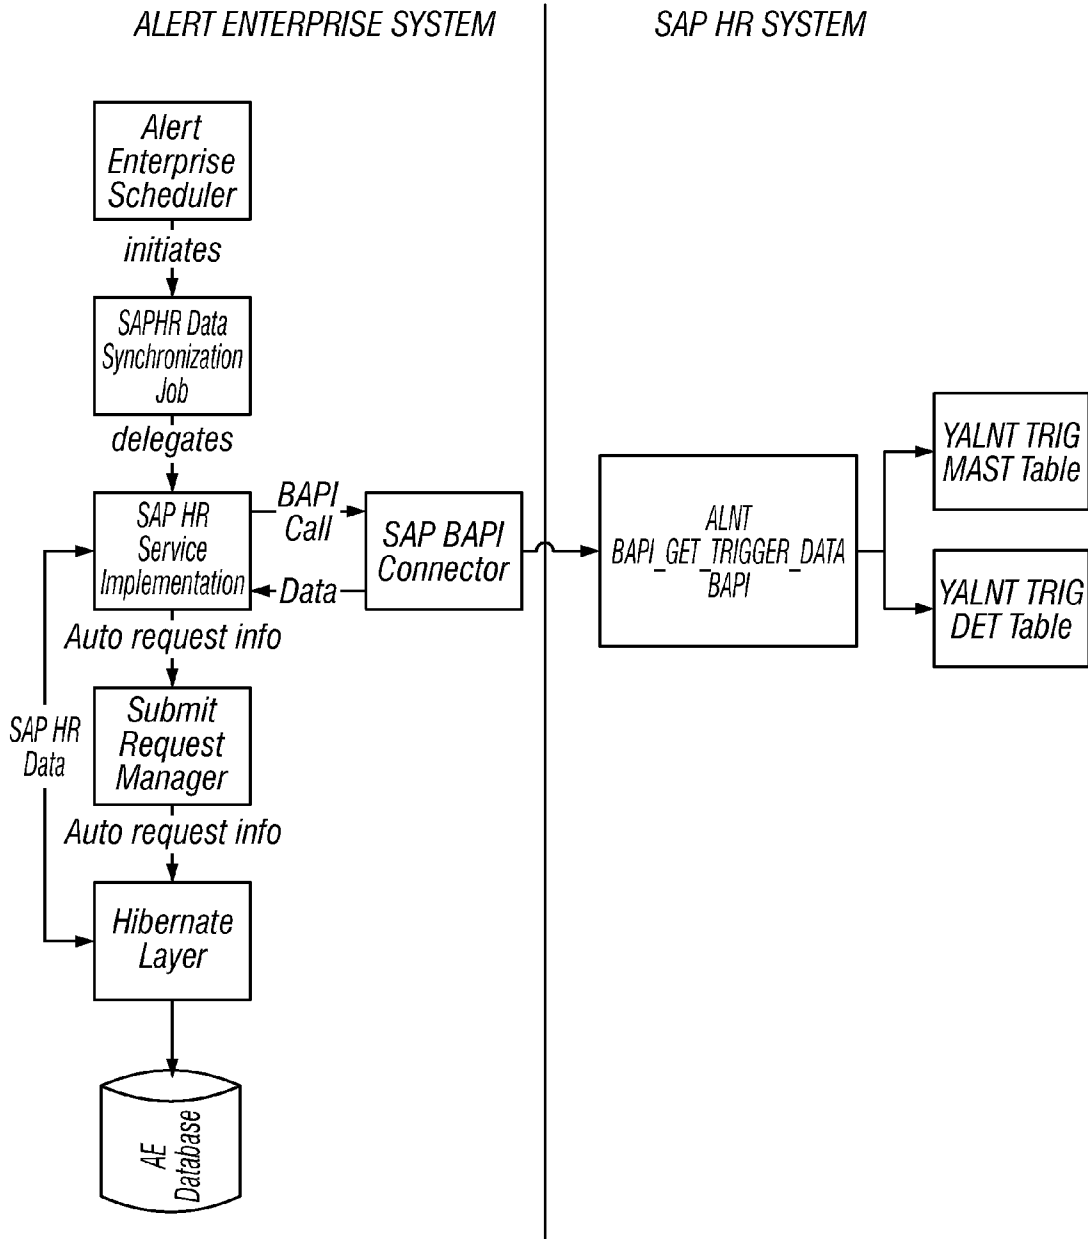 ALERT ENTERPRISE SYSTEM
SAP HR SYSTEM
Alert
Enterprise
Scheduler
initiates
SAPHR Data
Synchronization
Job
delegates
SAP HR
Service
Implementation
BAPI
Call
Data
SAP BAPI
Connector
ALNT
BAPI_GET_TRIGGER_DATA
BAPI
YALNT TRIG
MAST Table
YALNT TRIG
DET Table
Auto request info
Submit
Request
Manager
SAP HR
Data
Auto request info
Hibernate
Layer
AE
Database